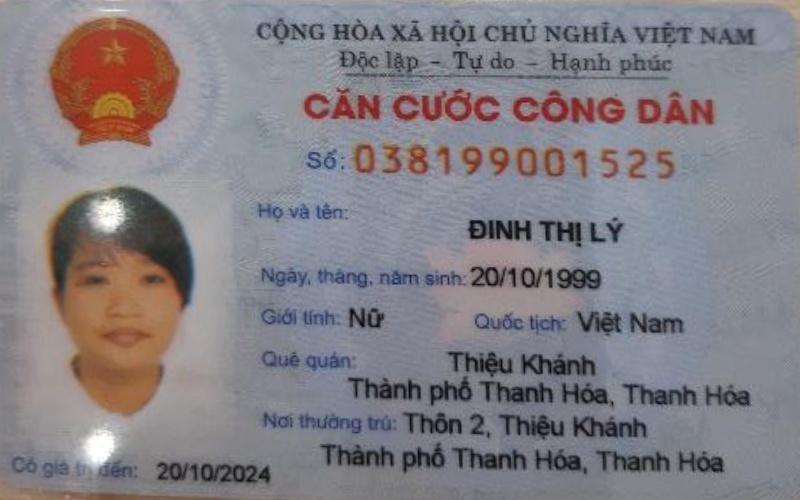 CỘNG HÒA XÃ HỘI CHỦ NGHĨA VIỆT NAM
Độc lập - Tự do - Hạnh phúc
CĂN CƯỚC CÔNG DÂN
Số: 038199001525
Họ và tên:
ĐINH THỊ LÝ
Ngày, tháng, năm sinh: 20/10/1999
Giới tính: Nữ Quốc tịch: Việt Nam
Quê quán: Thiệu Khánh
Thành phố Thanh Hóa, Thanh Hóa
Nơi thường trú: Thôn 2, Thiệu Khánh
Thành phố Thanh Hóa, Thanh Hóa
Có giá trị đến: 20/10/2024